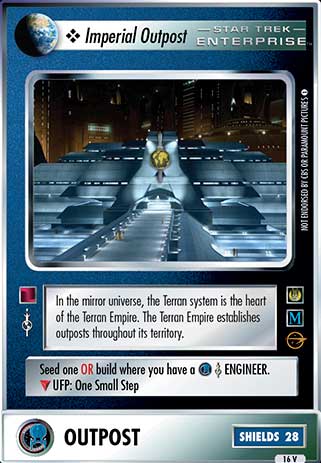 ❖ Imperial Outpost
STAR TREK
ENTERPRISE™
NOT ENDORSED BY CBS OR PARAMOUNT PICTURES
In the mirror universe, the Terran system is the heart
of the Terran Empire. The Terran Empire establishes
outposts throughout its territory.
M
Seed one OR build where you have a ENGINEER.
UFP: One Small Step
OUTPOST
SHIELDS 28
16 V